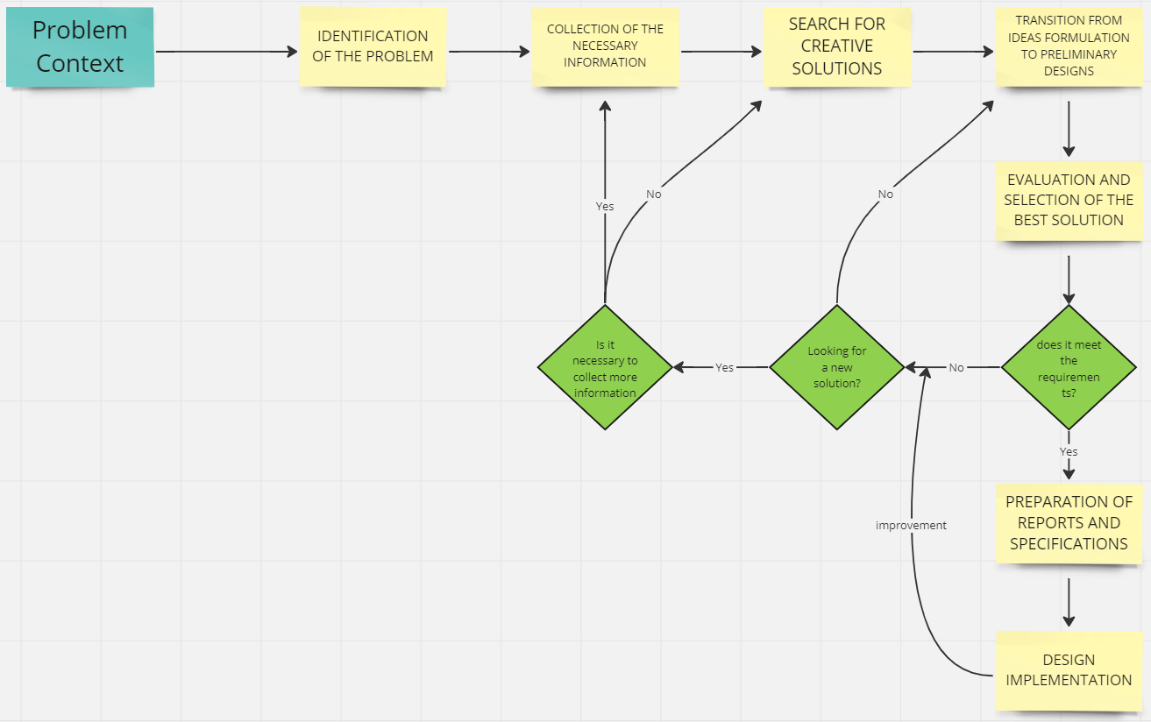 Problem
Context
IDENTIFICATION
OF THE PROBLEM
COLLECTION OF THE
NECESSARY
INFORMATION
SEARCH FOR
CREATIVE
SOLUTIONS
TRANSITION FROM
IDEAS FORMULATION
TO PRELIMINARY
DESIGNS
EVALUATION AND
SELECTION OF THE
BEST SOLUTION
Yes
No
No
Is it
necessary to
collect more
information
Yes
Looking for
a new
solution?
No
does it meet
the
requiremen
ts?
Yes
PREPARATION OF
REPORTS AND
SPECIFICATIONS
improvement
DESIGN
IMPLEMENTATION